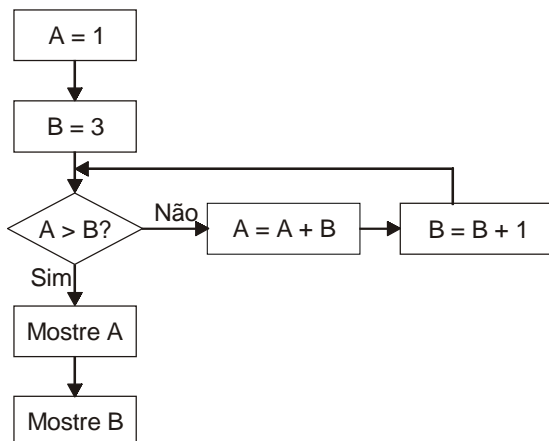 A = 1
B = 3
A > B?
Não
A = A + B
B = B + 1
Sim
Mostre A
Mostre B